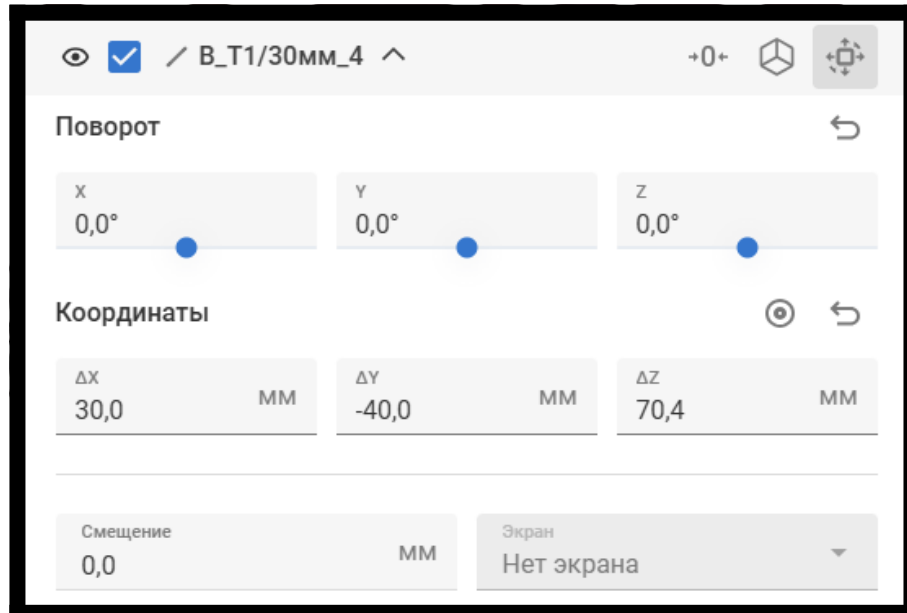 В_Т1/30мм_4 →0←
Поворот
X Y Z
0,0° 0,0° 0,0°
Координаты
ΔX ΔY ΔZ
30,0 мм -40,0 мм 70,4 мм
Смещение Экран
0,0 мм Нет экрана